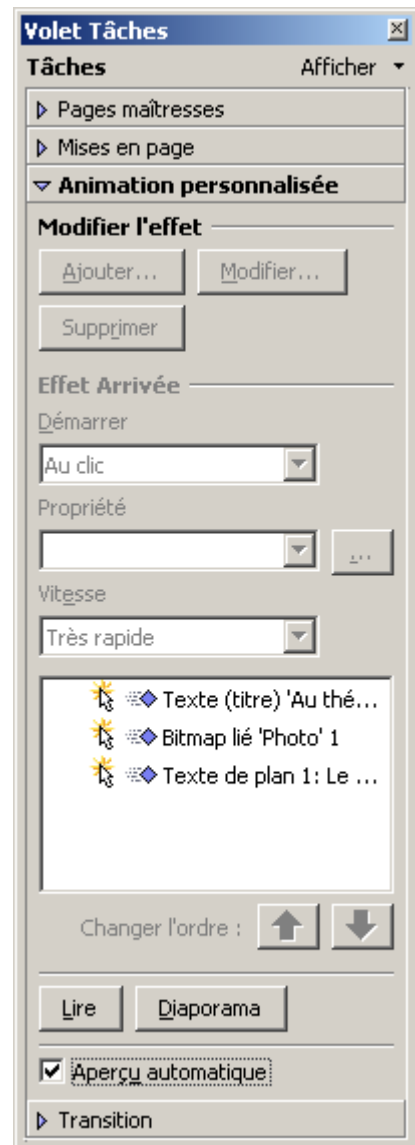 Volet Tâches
Tâches Afficher
Pages maîtresses
Mises en page
Animation personnalisée
Modifier l'effet
Ajouter... Modifier...
Supprimer
Effet Arrivée
Démarrer
Au clic
Propriété
...
Vitesse
Très rapide
Texte (titre) 'Au thé...
Bitmap lié 'Photo' 1
Texte de plan 1: Le ...
Changer l'ordre :
Lire Diaporama
Aperçu automatique
Transition